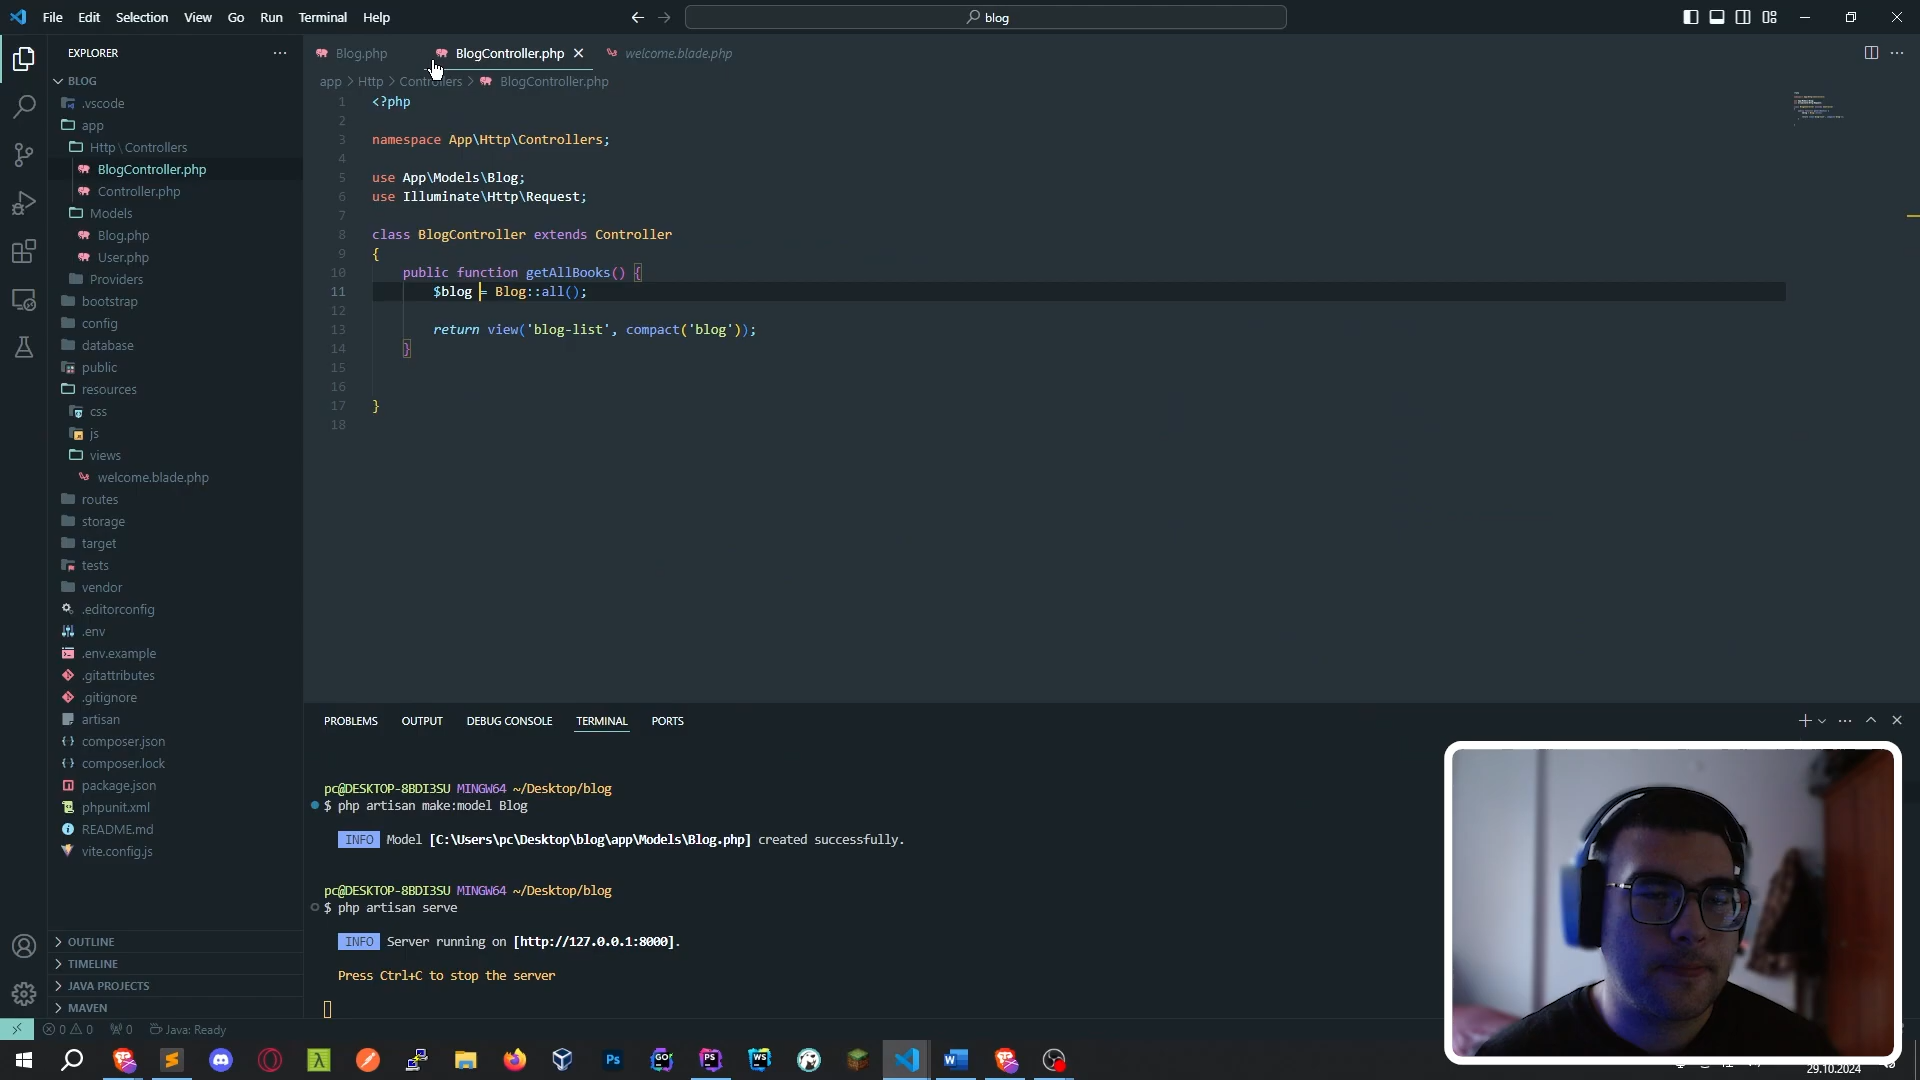 File Edit Selection View Go Run Terminal Help
blog
EXPLORER
Blog.php
BlogController.php
welcome.blade.php
BLOG
app > Http > Controllers > BlogController.php
.vscode
app
Http \ Controllers
BlogController.php
Controller.php
Models
Blog.php
User.php
Providers
bootstrap
config
database
public
resources
css
js
views
welcome.blade.php
routes
storage
target
tests
vendor
.editorconfig
.env
.env.example
.gitattributes
.gitignore
artisan
composer.json
composer.lock
package.json
phpunit.xml
README.md
vite.config.js
OUTLINE
TIMELINE
JAVA PROJECTS
MAVEN
1 <?php
2
3 namespace App\Http\Controllers;
4
5 use App\Models\Blog;
6 use Illuminate\Http\Request;
7
8 class BlogController extends Controller
9 {
10 public function getAllBooks() {
11 $blog = Blog::all();
12
13 return view('blog-list', compact('blog'));
14 }
15
16
17 }
18
PROBLEMS OUTPUT DEBUG CONSOLE TERMINAL PORTS
pc@DESKTOP-8BDI3SU MINGW64 ~/Desktop/blog
$ php artisan make:model Blog
INFO Model [C:\Users\pc\Desktop\blog\app\Models\Blog.php] created successfully.
pc@DESKTOP-8BDI3SU MINGW64 ~/Desktop/blog
$ php artisan serve
INFO Server running on [http://127.0.0.1:8000].
Press Ctrl+C to stop the server
0 0 0 Java: Ready
Ps GO PS WS W
29.10.2024